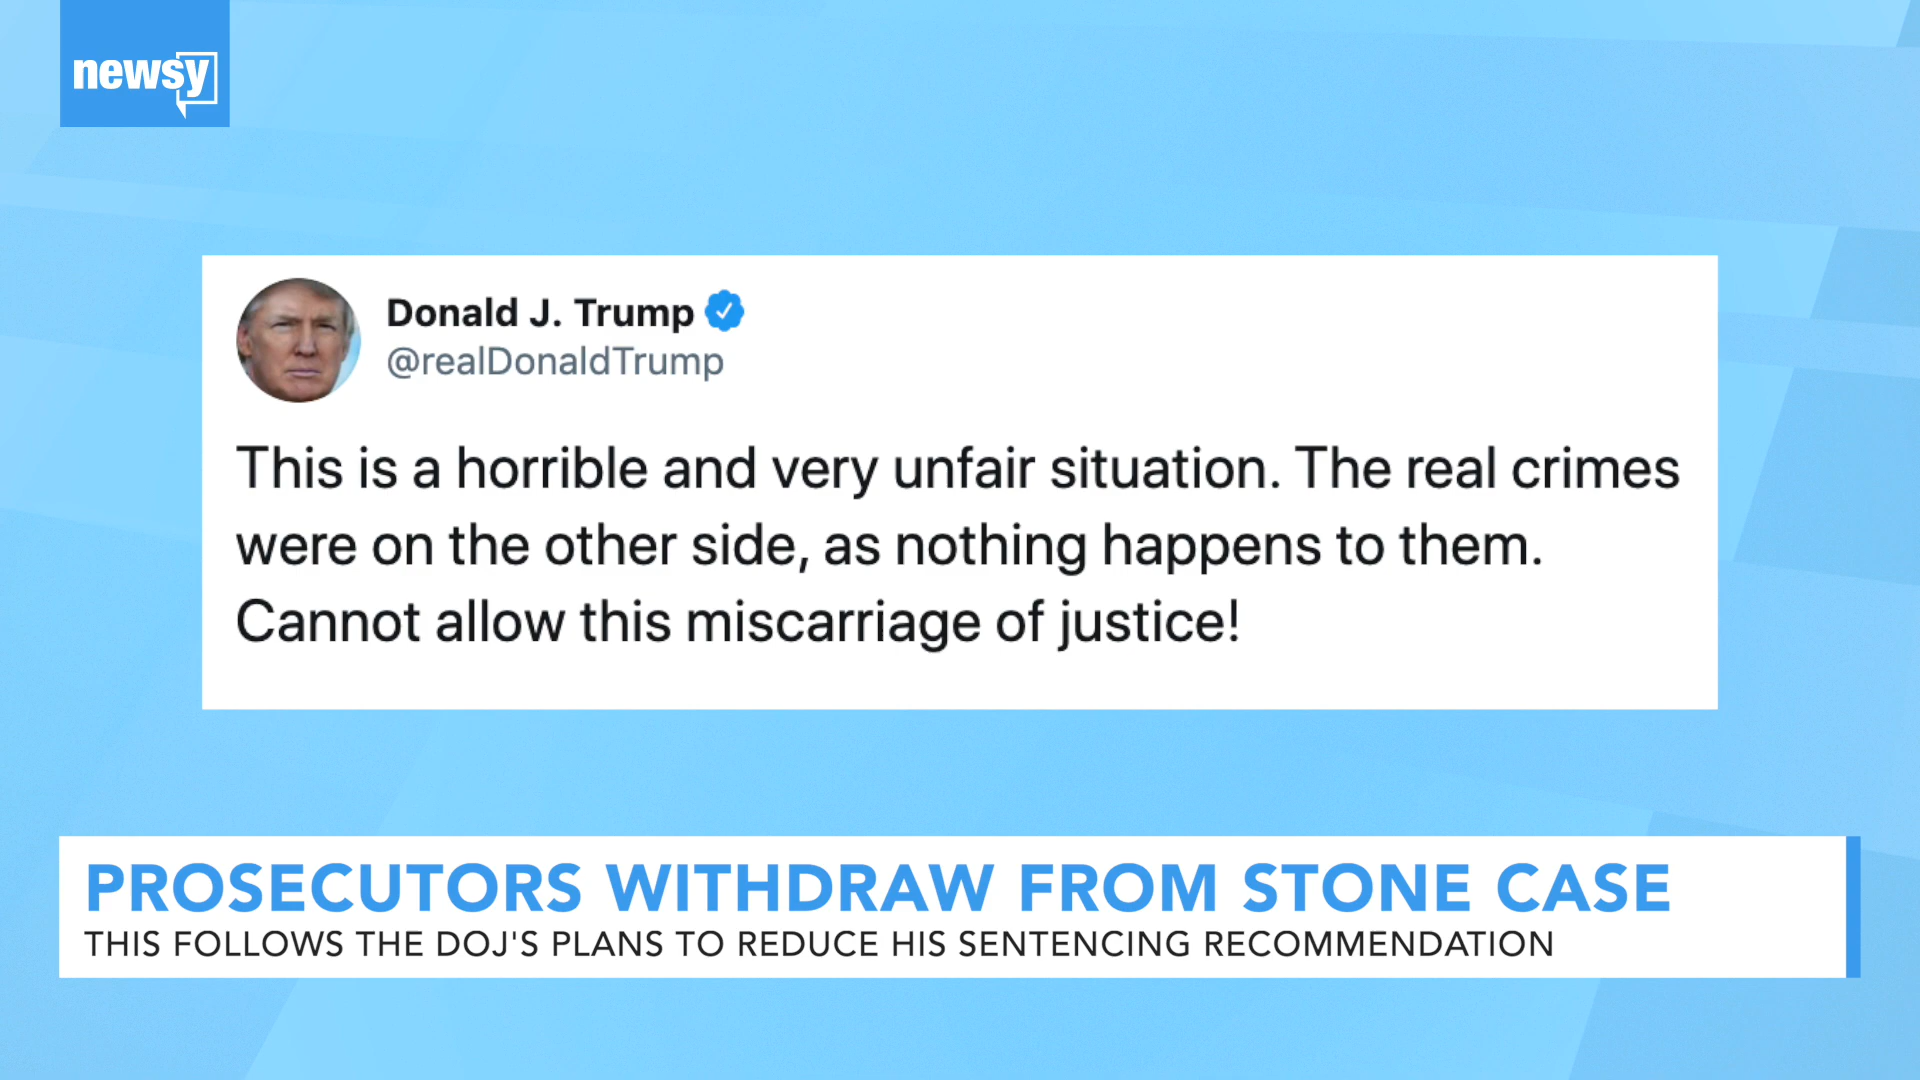 newsy
Donald J. Trump
@realDonaldTrump
This is a horrible and very unfair situation. The real crimes
were on the other side, as nothing happens to them.
Cannot allow this miscarriage of justice!
PROSECUTORS WITHDRAW FROM STONE CASE
THIS FOLLOWS THE DOJ'S PLANS TO REDUCE HIS SENTENCING RECOMMENDATION